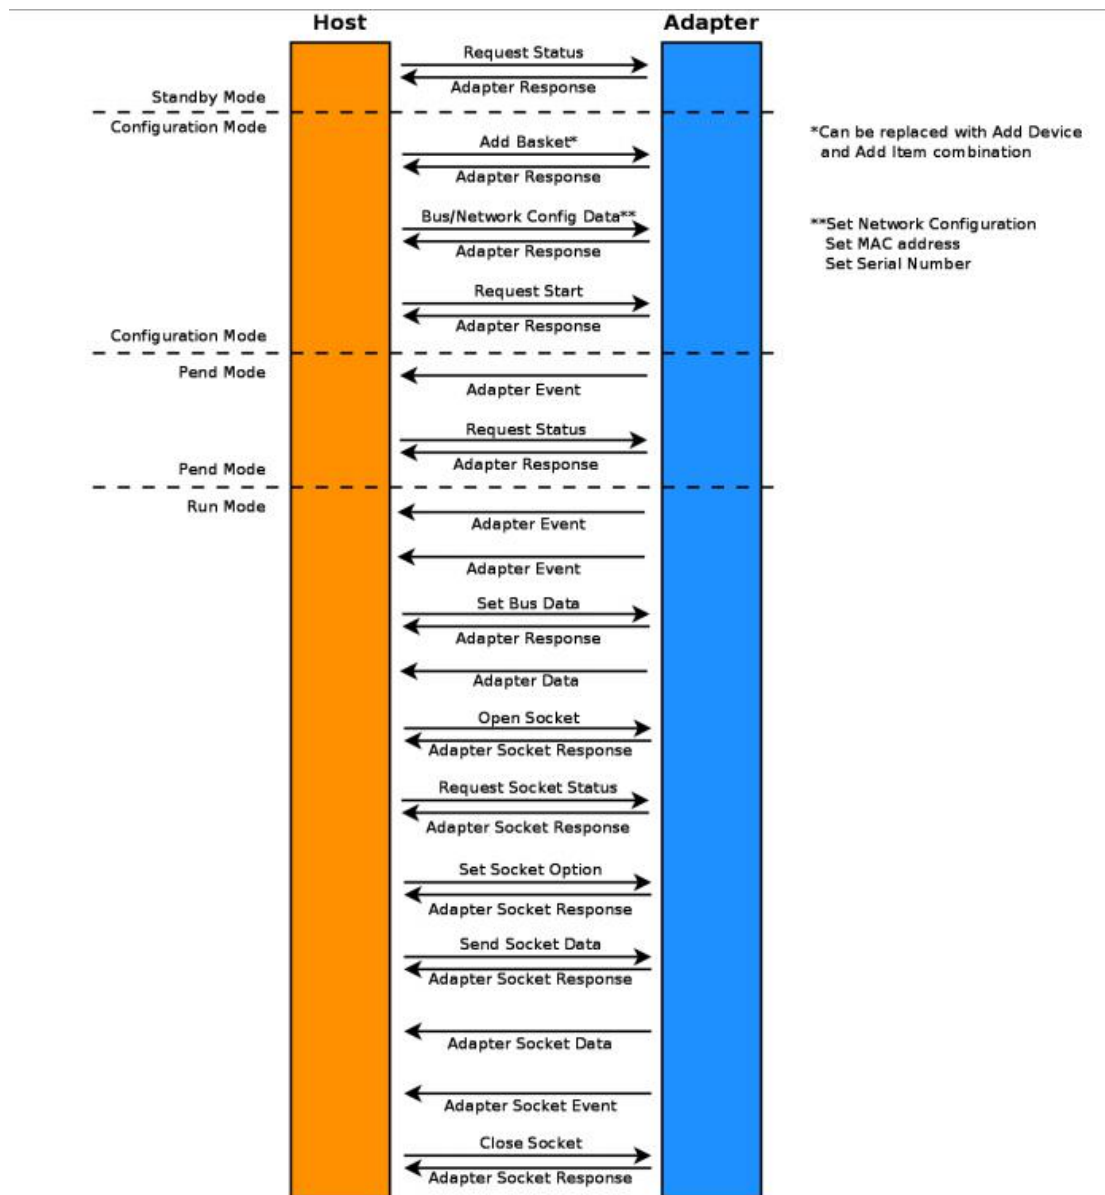 Host
Adapter
Request Status
Adapter Response
Standby Mode
Configuration Mode
*Can be replaced with Add Device
and Add Item combination
Add Basket*
Adapter Response
Bus/Network Config Data**
Adapter Response
**Set Network Configuration
Set MAC address
Set Serial Number
Request Start
Adapter Response
Configuration Mode
Pend Mode
Adapter Event
Request Status
Adapter Response
Pend Mode
Run Mode
Adapter Event
Adapter Event
Set Bus Data
Adapter Response
Adapter Data
Open Socket
Adapter Socket Response
Request Socket Status
Adapter Socket Response
Set Socket Option
Adapter Socket Response
Send Socket Data
Adapter Socket Response
Adapter Socket Data
Adapter Socket Event
Close Socket
Adapter Socket Response